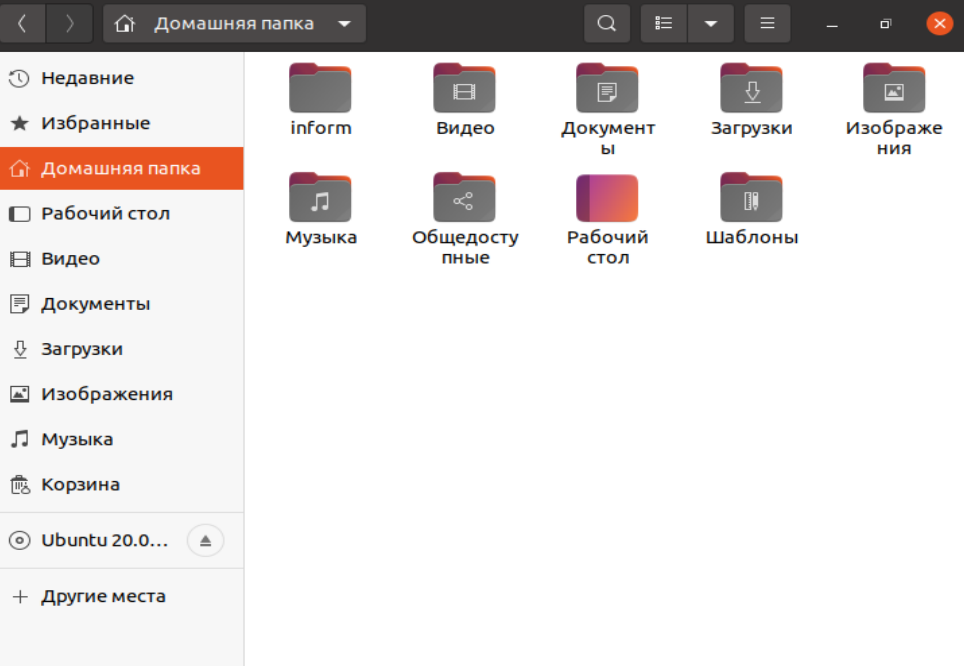 Домашняя папка
Недавние
Избранные
Домашняя папка
Рабочий стол
Видео
Документы
Загрузки
Изображения
Музыка
Корзина
Ubuntu 20.0...
Другие места
inform
Видео
Документ
ы
Загрузки
Изображе
ния
Музыка
Общедосту
пные
Рабочий
стол
Шаблоны